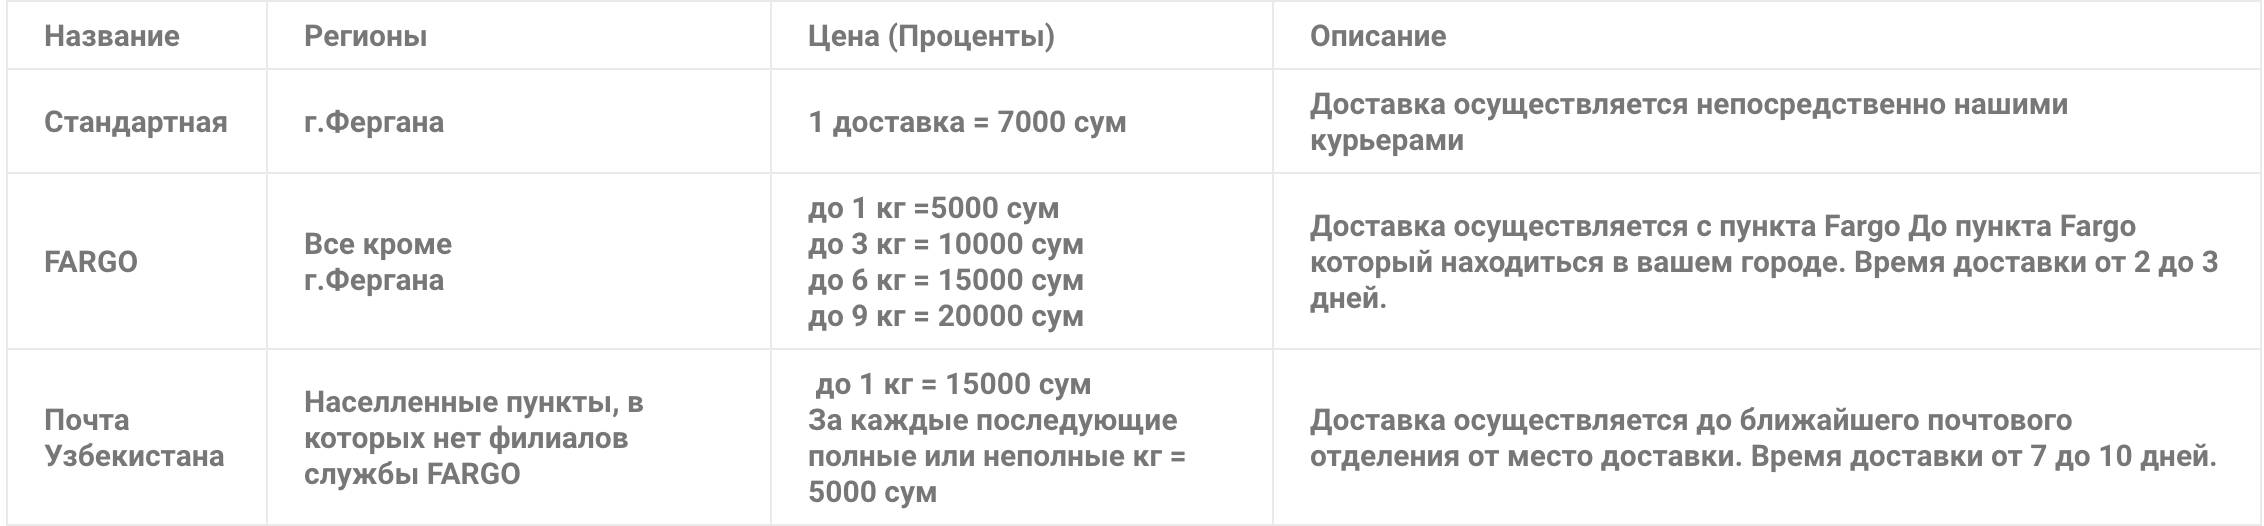 Название
Регионы
Цена (Проценты)
Описание
Стандартная
г.Фергана
1 доставка = 7000 сум
Доставка осуществляется непосредственно нашими
курьерами
FARGO
Все кроме
г.Фергана
до 1 кг =5000 сум
до 3 кг = 10000 сум
до 6 кг = 15000 сум
до 9 кг = 20000 сум
Доставка осуществляется с пункта Fargo До пункта Fargo
который находиться в вашем городе. Время доставки от 2 до 3
дней.
Почта
Узбекистана
Населленные пункты, в
которых нет филиалов
службы FARGO
до 1 кг = 15000 сум
За каждые последующие
полные или неполные кг =
5000 сум
Доставка осуществляется до ближайшего почтового
отделения от место доставки. Время доставки от 7 до 10 дней.